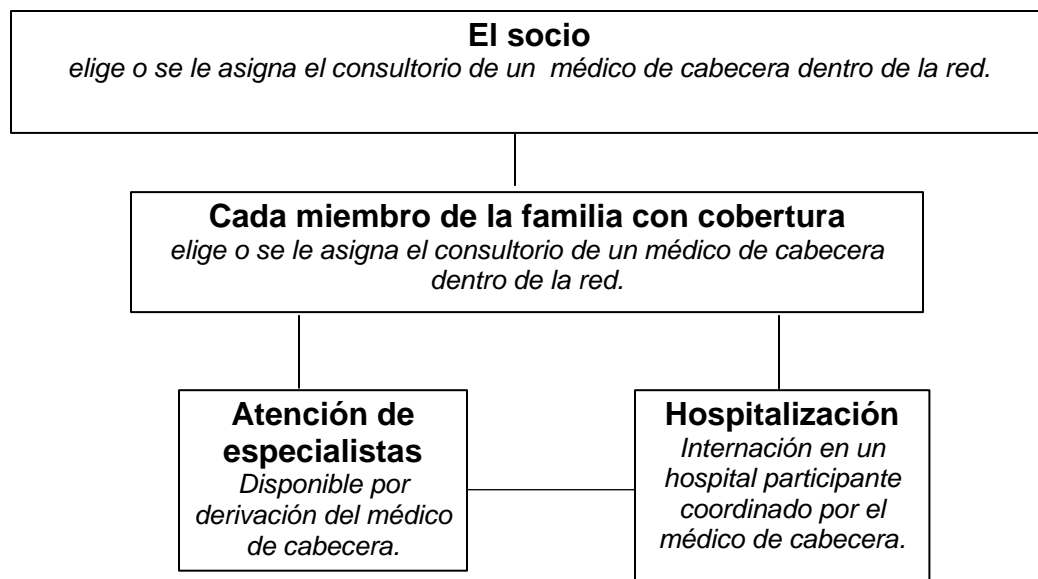 El socio
elige o se le asigna el consultorio de un médico de cabecera dentro de la red.
Cada miembro de la familia con cobertura
elige o se le asigna el consultorio de un médico de cabecera
dentro de la red.
Atención de
especialistas
Disponible por
derivación del médico
de cabecera.
Hospitalización
Internación en un
hospital participante
coordinado por el
médico de cabecera.